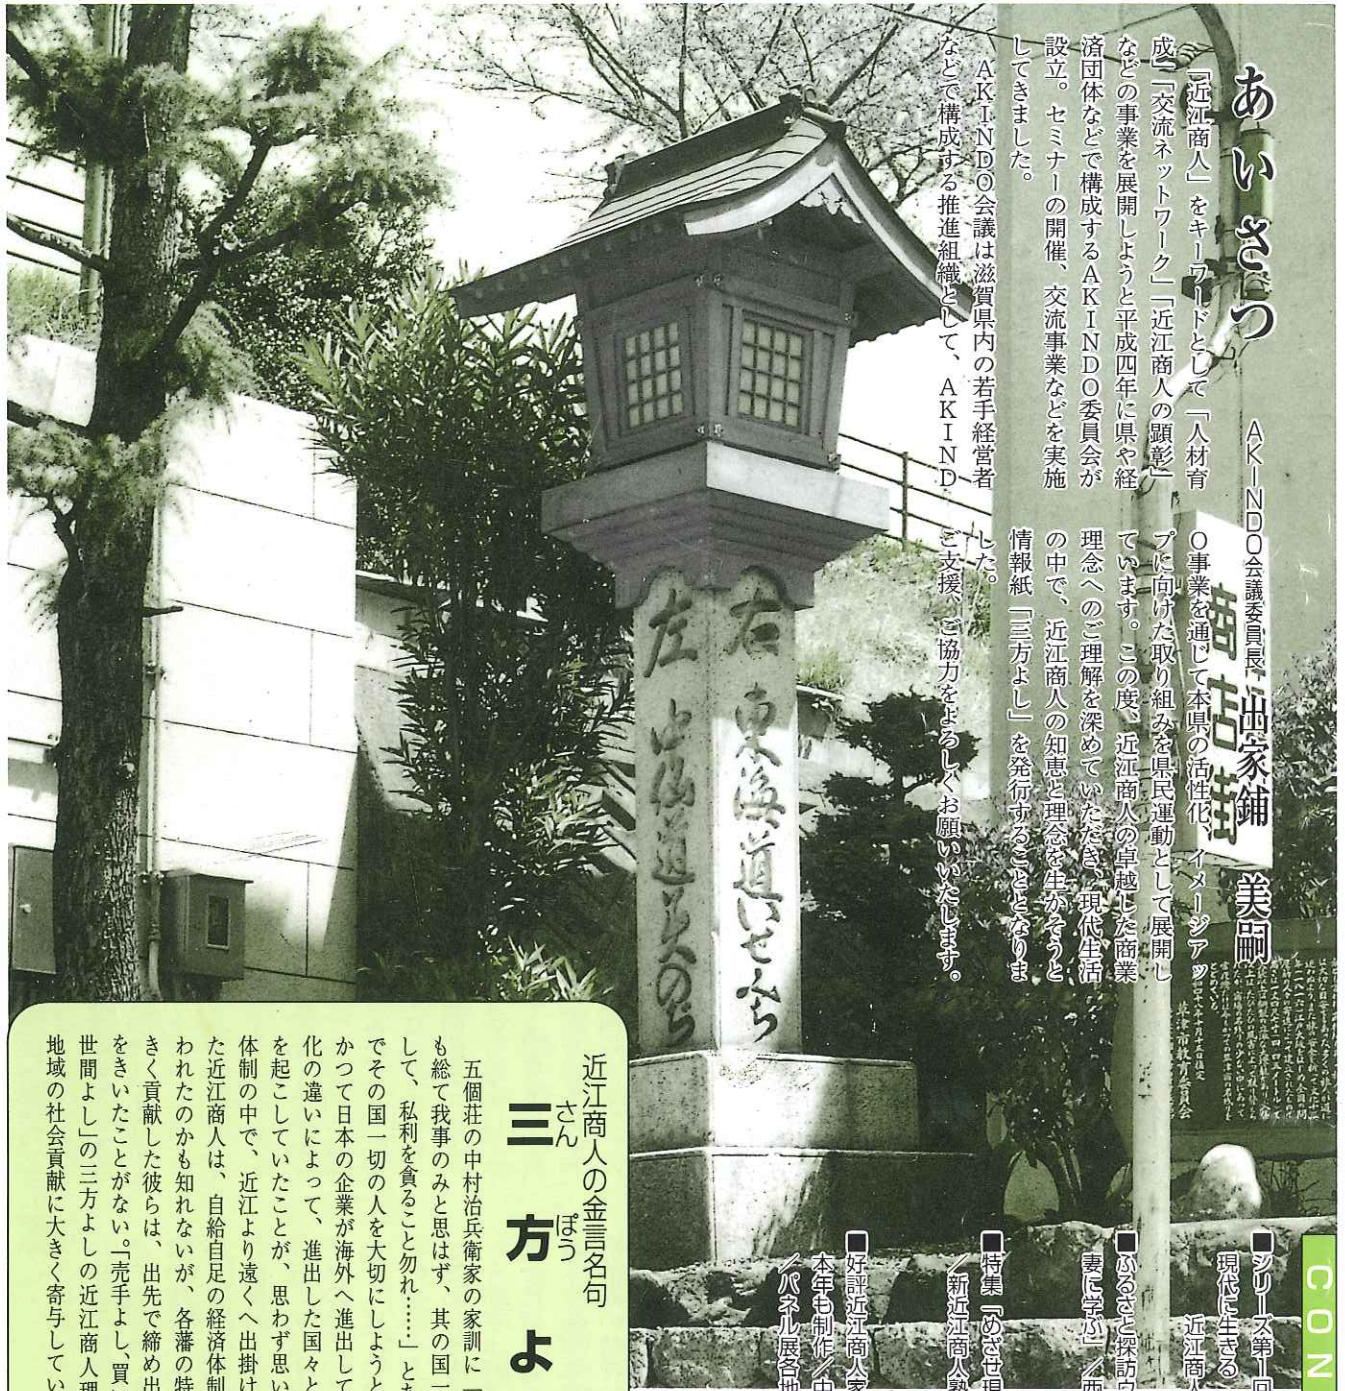 あいさつ
AKINDO会議委員長 出家鋪 美嗣
「近江商人」をキーワードとして「人材育
成」「交流ネットワーク」「近江商人の顕彰」
などの事業を展開しようと平成四年に県や経
済団体などで構成するAKINDO委員会が
設立。セミナーの開催、交流事業などを実施
してきました。
AKINDO会議は滋賀県内の若手経営者
などで構成する推進組織として、AKIND
O事業を通じて本県の活性化、イメージアッ
プに向けた取り組みを県民運動として展開し
ています。この度、近江商人の卓越した商業
理念へのご理解を深めていただき、現代生活
の中で、近江商人の知恵と理念を生かそうと
情報紙「三方よし」を発行することとなりま
した。
ご支援、ご協力をよろしくお願いいたします。
商店街
右 東海道いせみち
左 中仙道美のぢ
草津市教育委員会
CON
■シリーズ第1回
現代に生きる
近江商人
■ふるさと探訪
妻に学ぶ」/西
■特集「めざせ現
/新近江商人塾
■好評近江商人家
本年も制作/中
/パネル展各地
近江商人の金言名句
さん ぽう
三方よ
五個荘の中村治兵衛家の家訓に「
も総て我事のみと思はず、其の国一
して、私利を貪ること勿れ……」とた
でその国一切の人を大切にしようと
かつて日本の企業が海外へ進出して
化の違いによって、進出した国々と
を起こしていたことが、思わず思い
体制の中で、近江より遠くへ出掛け
た近江商人は、自給自足の経済体制
われたのかも知れないが、各藩の特
きく貢献した彼らは、出先で締め出
をきいたことがない。「売手よし、買
世間よし」の三方よしの近江商人理
地域の社会貢献に大きく寄与してい